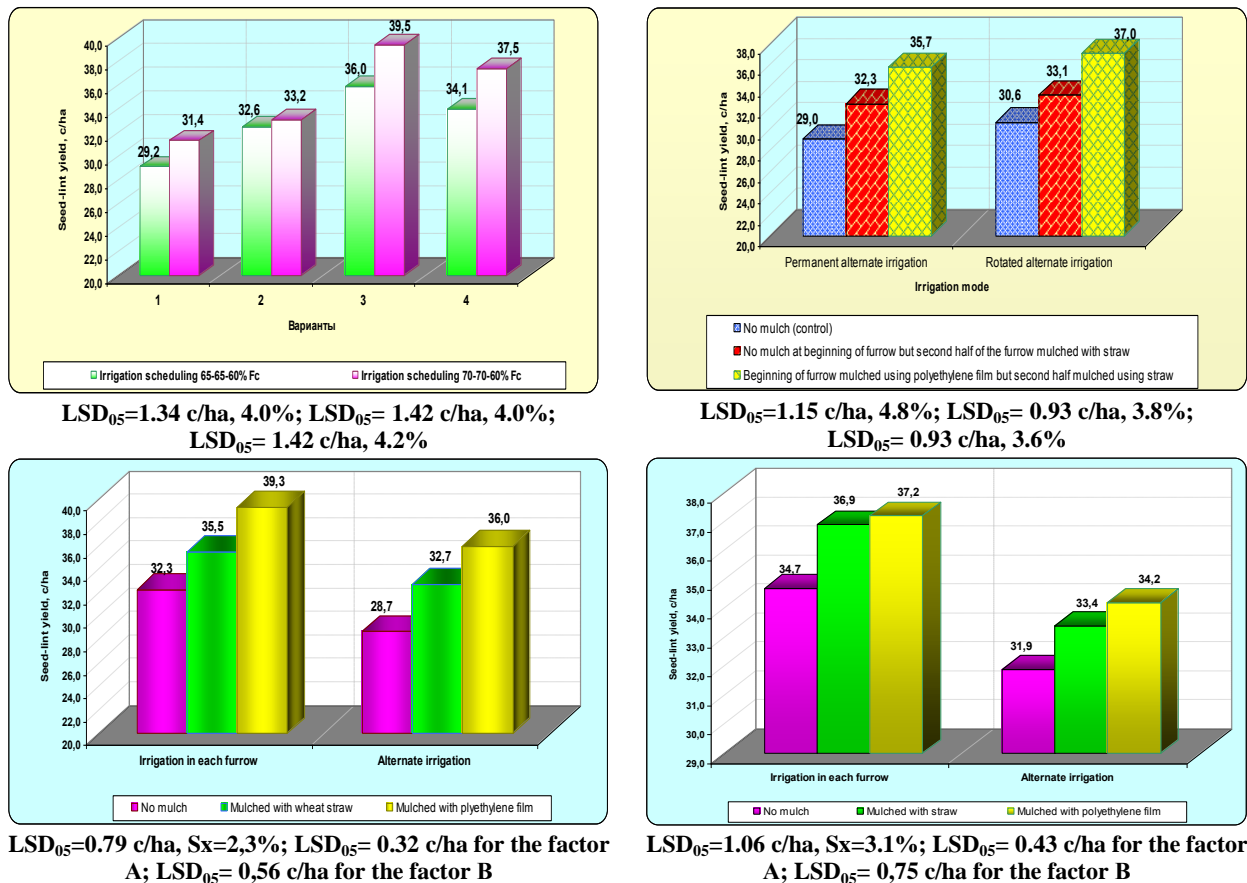 40,0
38,0
36,0
34,0
32,0
30,0
28,0
26,0
24,0
22,0
20,0
Seed-lint yield, c/ha
29,2
31,4
32,6
33,2
36,0
39,5
34,1
37,5
1
2
3
4
Варианты
Irrigation scheduling 65-65-60% Fc
Irrigation scheduling 70-70-60% Fc
LSD05=1.34 c/ha, 4.0%; LSD05= 1.42 c/ha, 4.0%;
LSD05= 1.42 c/ha, 4.2%
38,0
36,0
34,0
32,0
30,0
28,0
26,0
24,0
22,0
20,0
Seed-lint yield, c/ha
29,0
32,3
35,7
30,6
33,1
37,0
Permanent alternate irrigation
Rotated alternate irrigation
Irrigation mode
No mulch (control)
No mulch at beginning of furrow but second half of the furrow mulched with straw
Beginning of furrow mulched using polyethylene film but second half mulched using straw
LSD05=1.15 c/ha, 4.8%; LSD05= 0.93 c/ha, 3.8%;
LSD05= 0.93 c/ha, 3.6%
40,0
38,0
36,0
34,0
32,0
30,0
28,0
26,0
24,0
22,0
20,0
Seed-lint yield, c/ha
32,3
35,5
39,3
28,7
32,7
36,0
Irrigation in each furrow
Alternate irrigation
No mulch
Mulched with wheat straw
Mulched with plyethylene film
LSD05=0.79 c/ha, Sx=2,3%; LSD05= 0.32 c/ha for the factor
A; LSD05= 0,56 c/ha for the factor B
38,0
37,0
36,0
35,0
34,0
33,0
32,0
31,0
30,0
29,0
Seed-lint yield, c/ha
34,7
36,9
37,2
31,9
33,4
34,2
Irrigation in each furrow
Alternate irrigation
No mulch
Mulched with straw
Mulched with polyethylene film
LSD05=1.06 c/ha, Sx=3.1%; LSD05= 0.43 c/ha for the factor
A; LSD05= 0,75 c/ha for the factor B